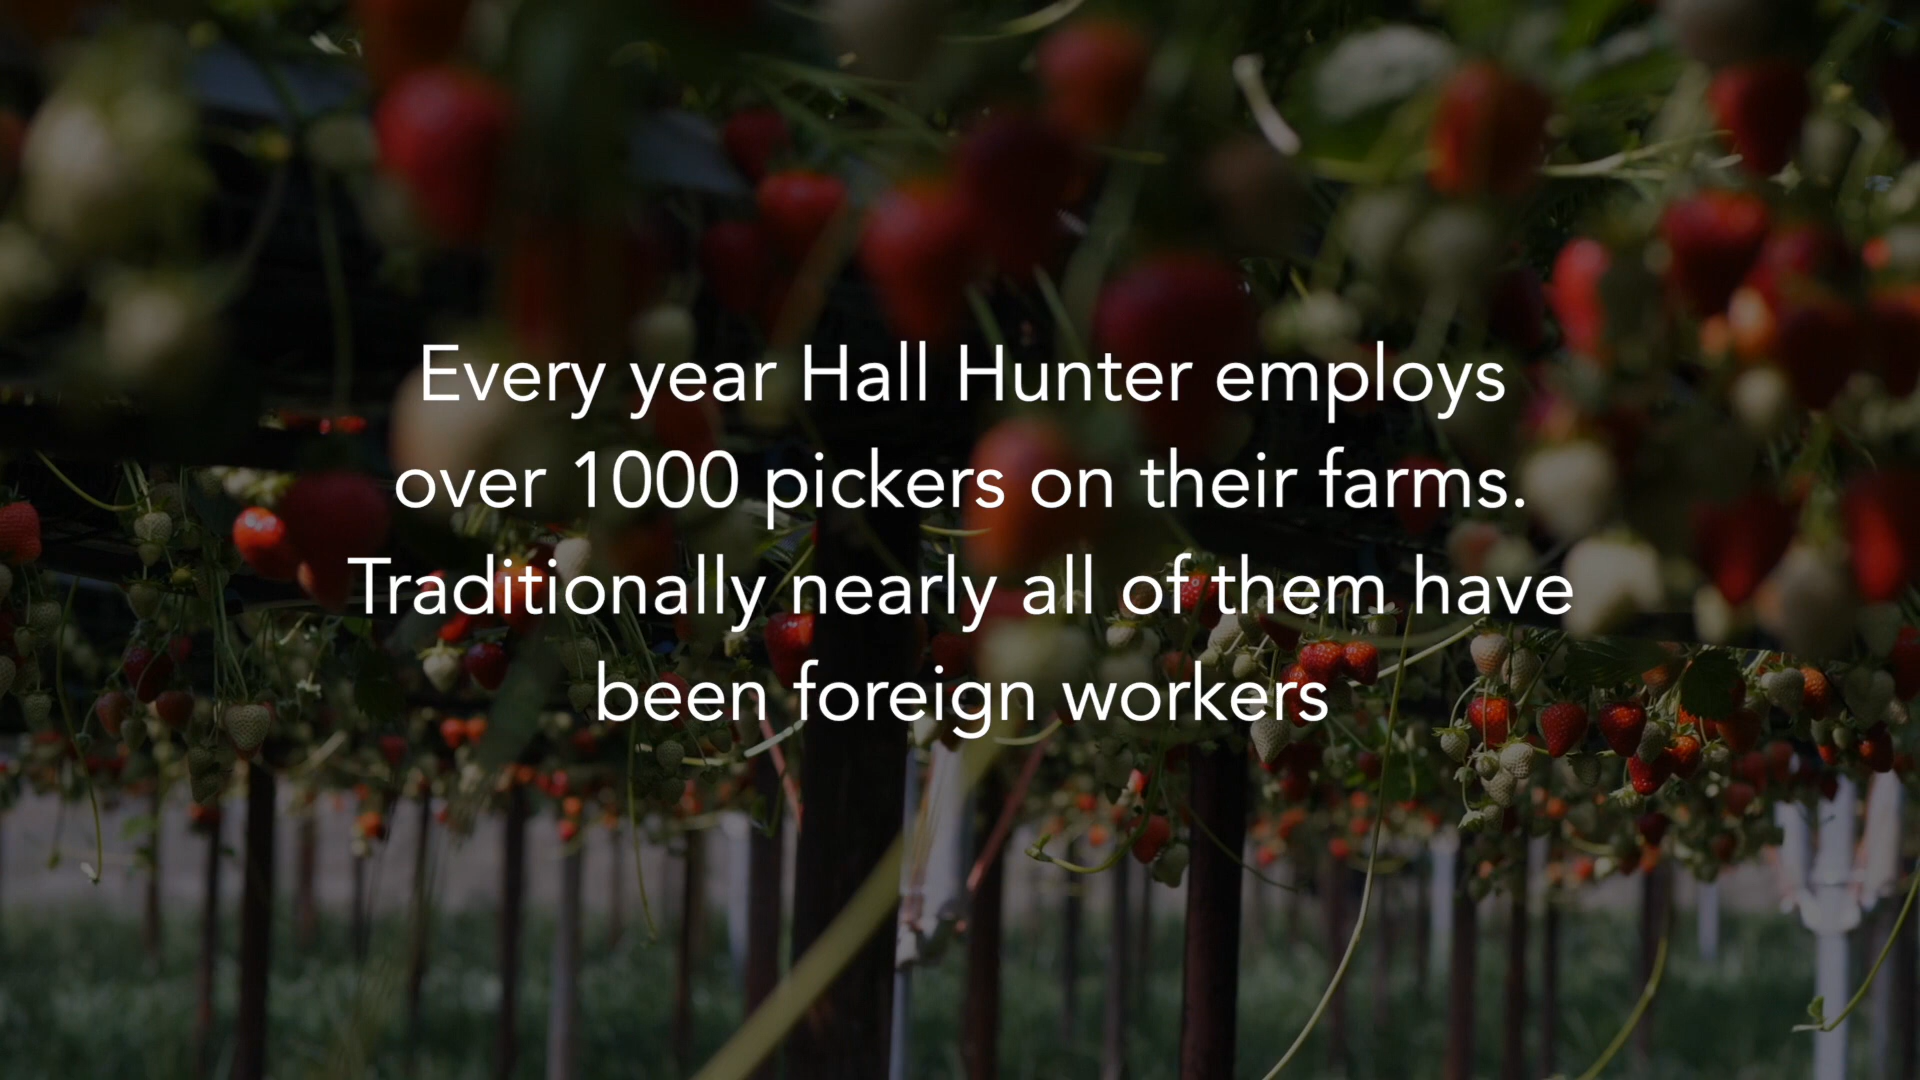 Every year Hall Hunter employs
over 1000 pickers on their farms.
Traditionally nearly all of them have
been foreign workers